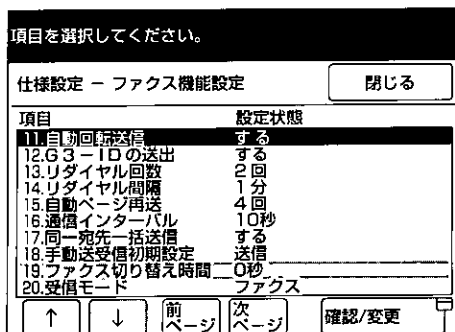 項目を選択してください。
仕様設定 － ファクス機能設定 閉じる
項目 設定状態
11.自動回転送信 する
12.G3－IDの送出 する
13.リダイヤル回数 2回
14.リダイヤル間隔 1分
15.自動ページ再送 4回
16.通信インターバル 10秒
17.同一宛先一括送信 する
18.手動送受信初期設定 送信
19.ファクス切り替え時間 0秒
20.受信モード ファクス
↑ ↓ 前ページ 次ページ 確認/変更